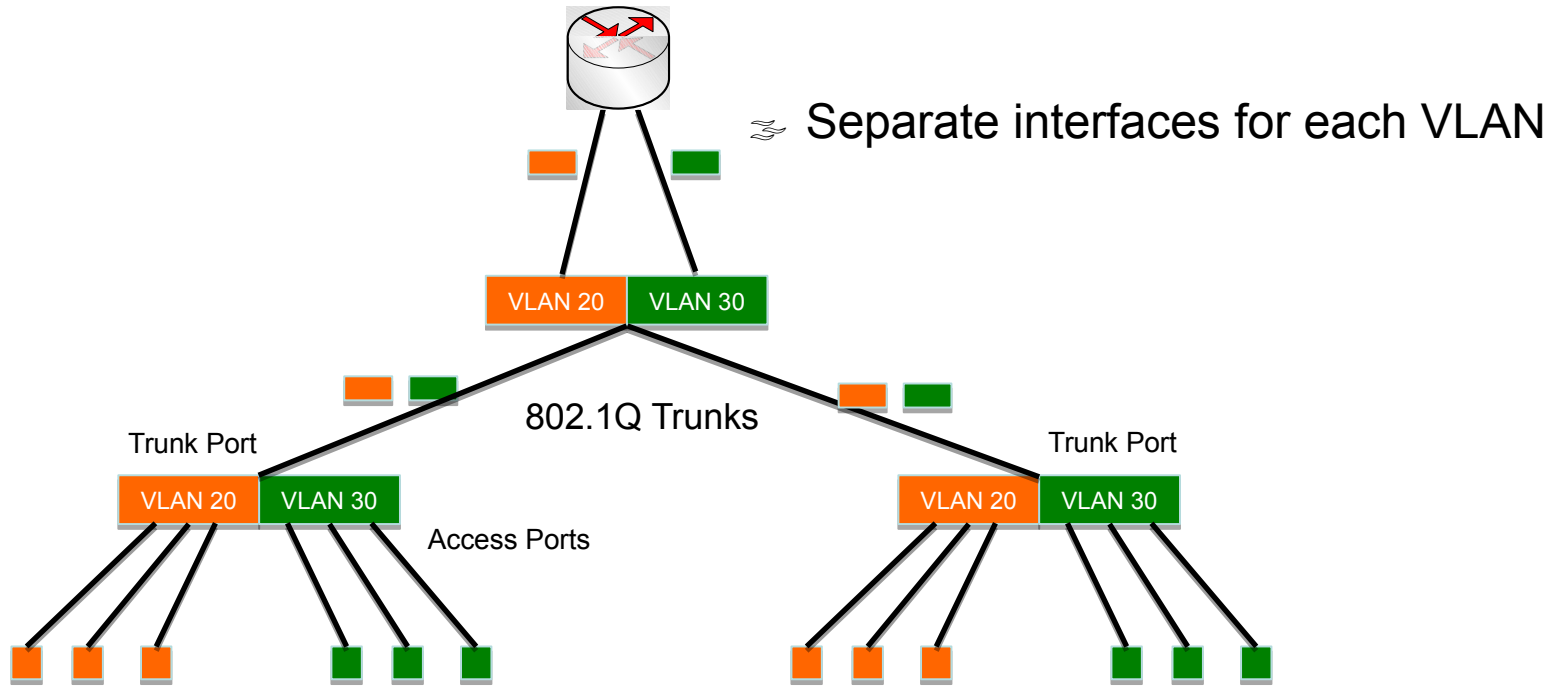 Separate interfaces for each VLAN
VLAN 20
VLAN 30
802.1Q Trunks
Trunk Port
Trunk Port
VLAN 20
VLAN 30
VLAN 20
VLAN 30
Access Ports